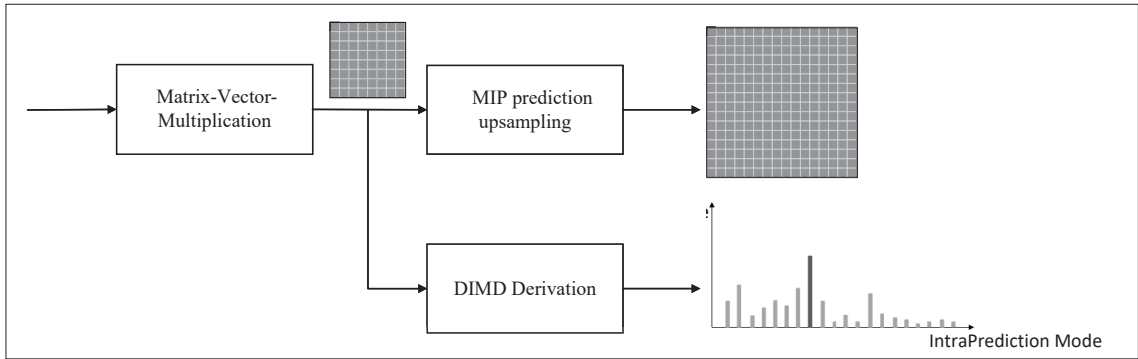 Matrix-Vector-
Multiplication
MIP prediction
upsampling
DIMD Derivation
IntraPrediction Mode